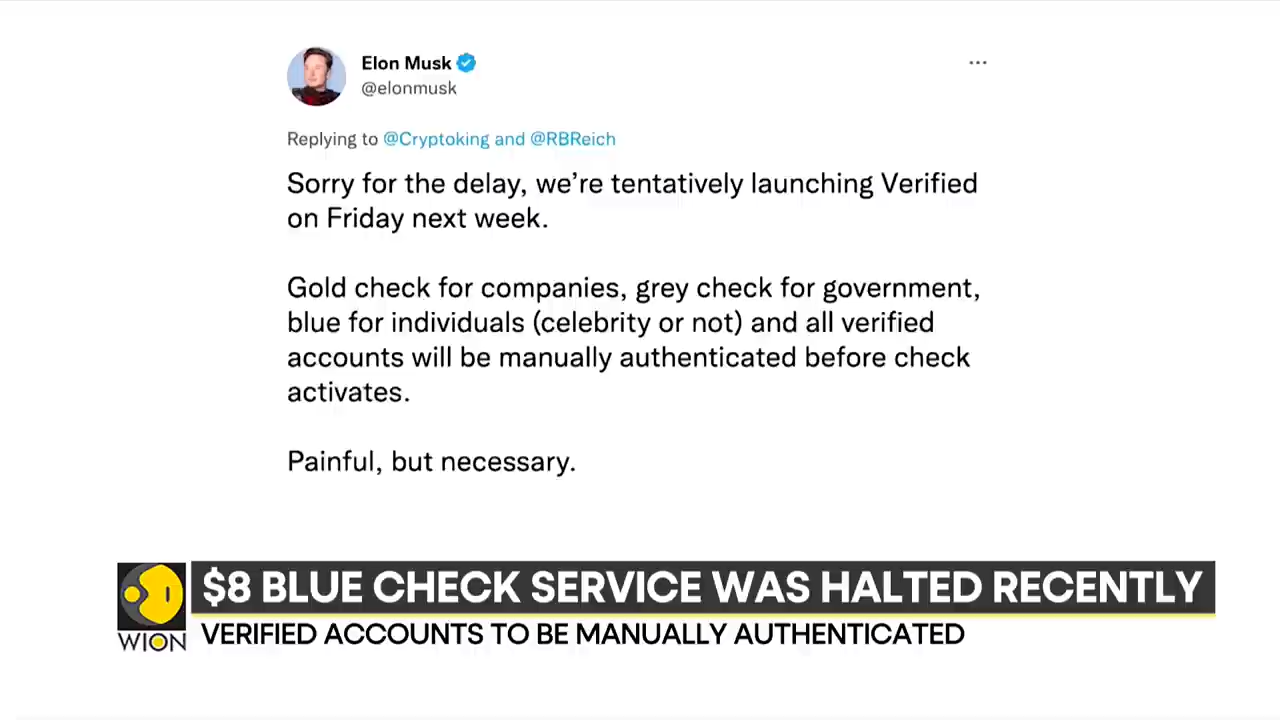 Elon Musk
@elonmusk
Replying to @Cryptoking and @RBReich
Sorry for the delay, we’re tentatively launching Verified
on Friday next week.
Gold check for companies, grey check for government,
blue for individuals (celebrity or not) and all verified
accounts will be manually authenticated before check
activates.
Painful, but necessary.
$8 BLUE CHECK SERVICE WAS HALTED RECENTLY
WION
VERIFIED ACCOUNTS TO BE MANUALLY AUTHENTICATED